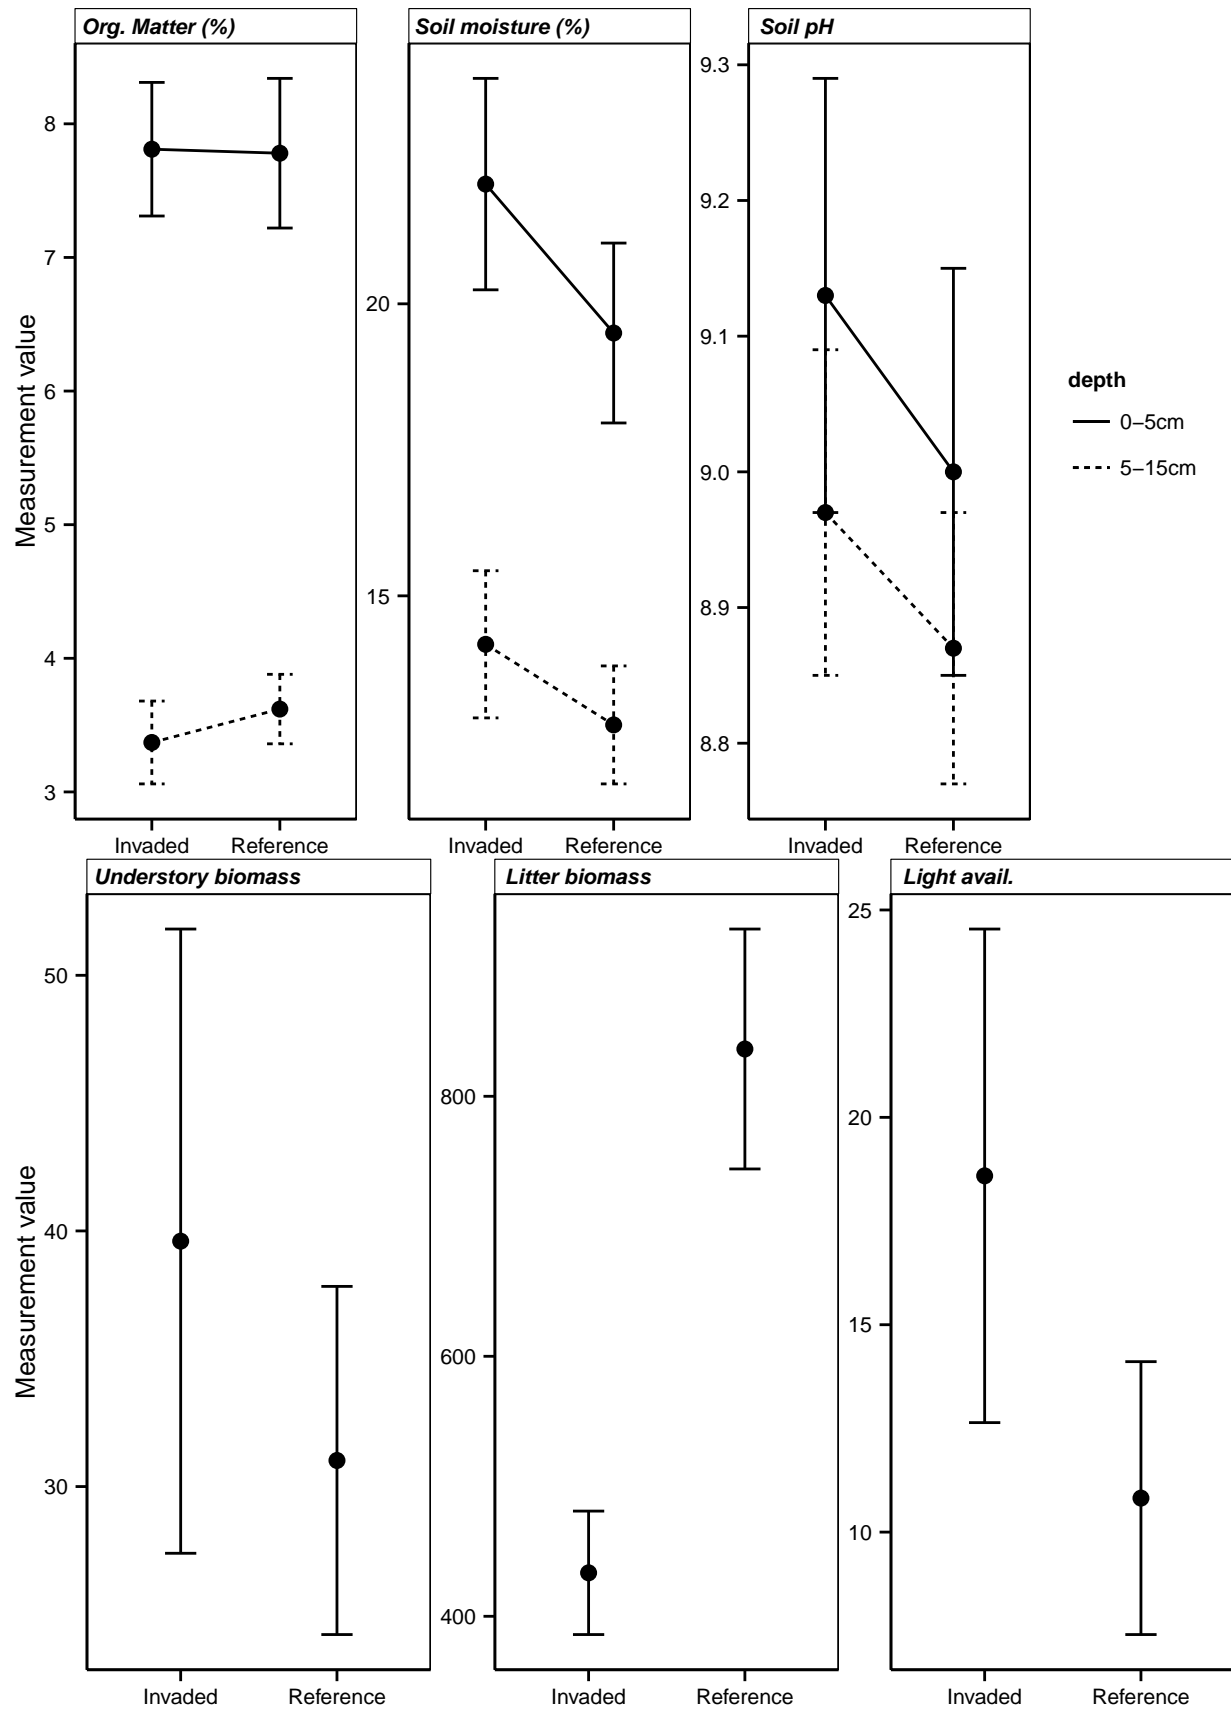 Org. Matter (%)
Soil moisture (%)
Soil pH
Measurement value
8
7
6
5
4
3
20
15
9.3
9.2
9.1
9.0
8.9
8.8
Invaded Reference
Invaded Reference
Invaded Reference
depth
0–5cm
5–15cm
Understory biomass
Litter biomass
Light avail.
Measurement value
50
40
30
800
600
400
25
20
15
10
Invaded Reference
Invaded Reference
Invaded Reference